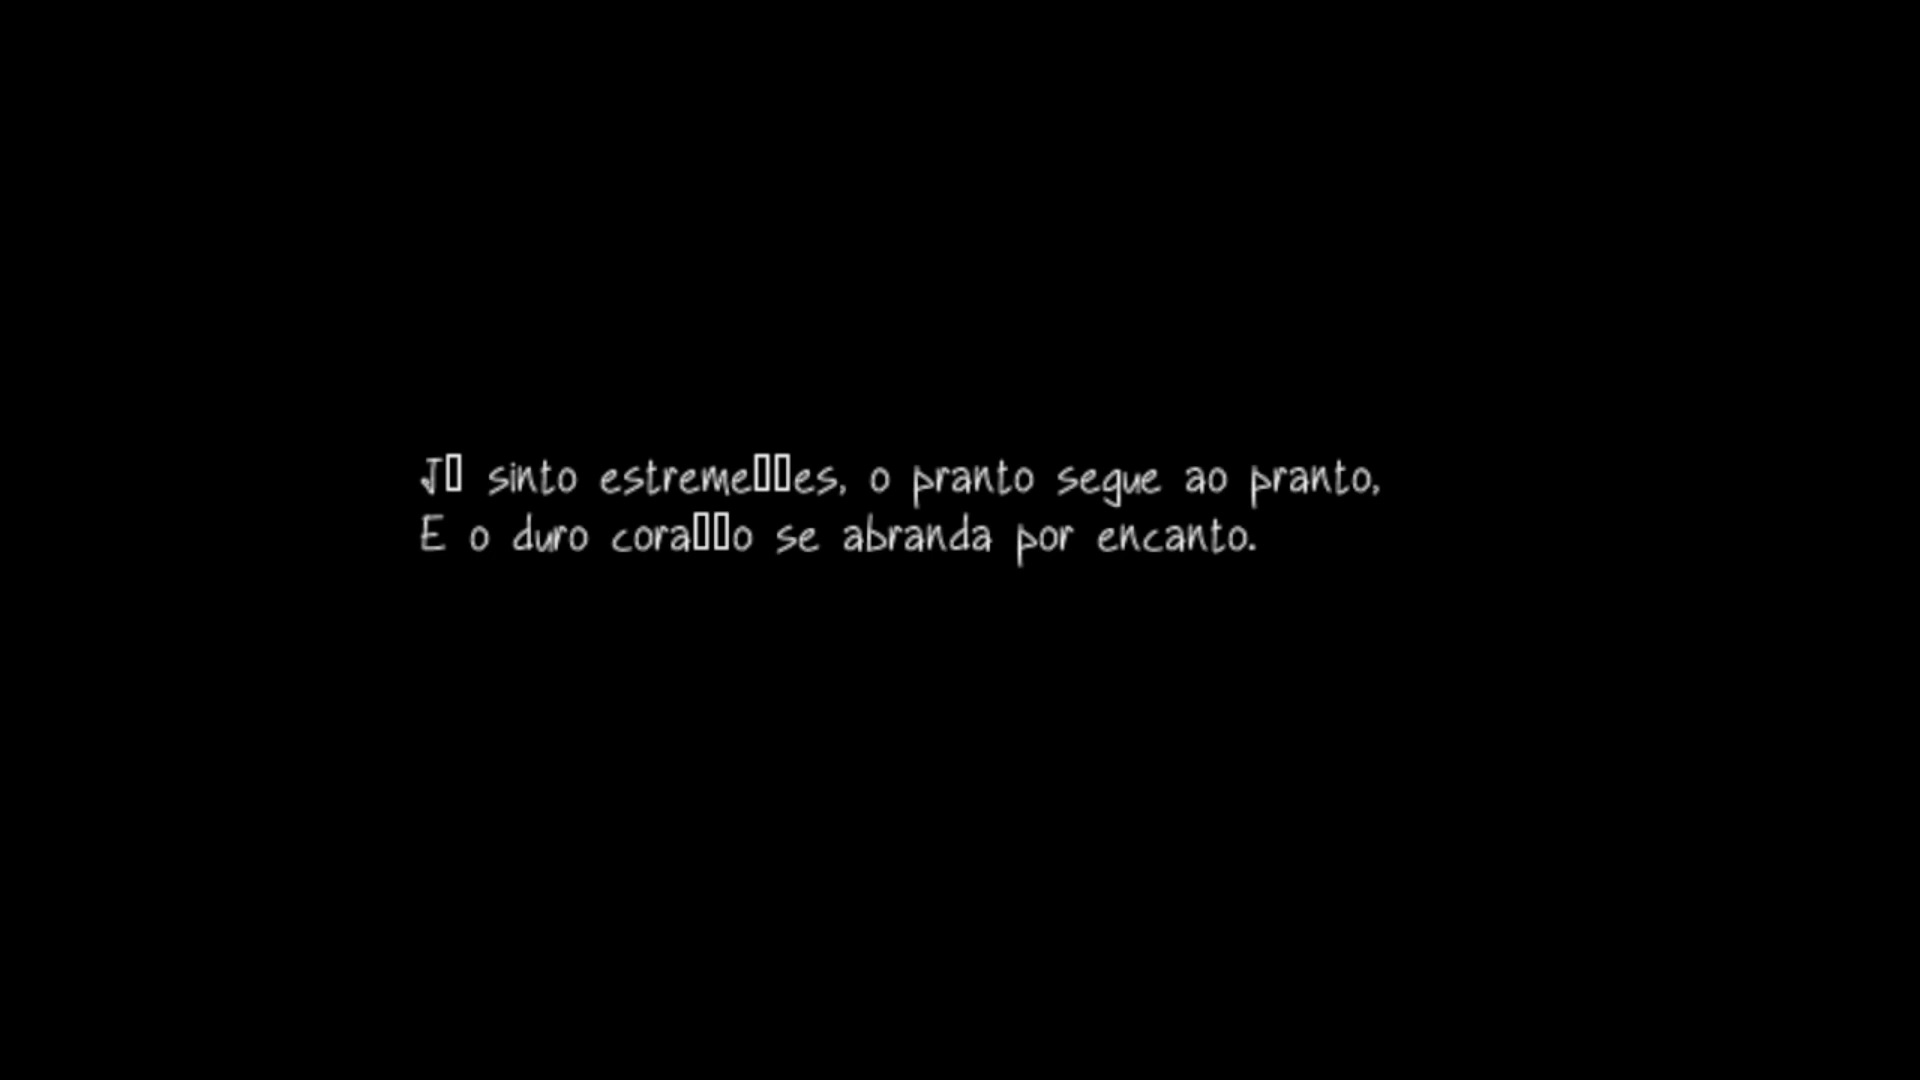 J▯ sinto estreme▯▯es, o pranto segue ao pranto,
E o duro cora▯▯o se abranda por encanto.